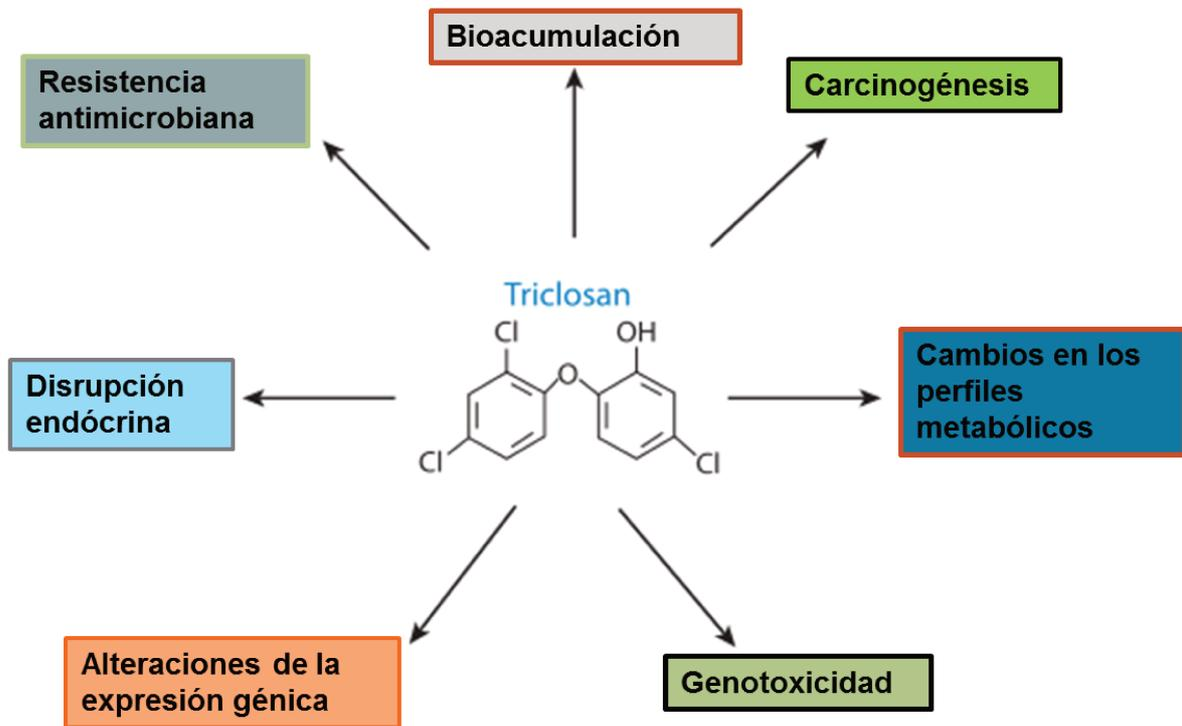 Bioacumulación
Resistencia
antimicrobiana
Carcinogénesis
Triclosan
Cl
OH
O
Cl
Cl
Disrupción
endócrina
Cambios en los
perfiles
metabólicos
Alteraciones de la
expresión génica
Genotoxicidad